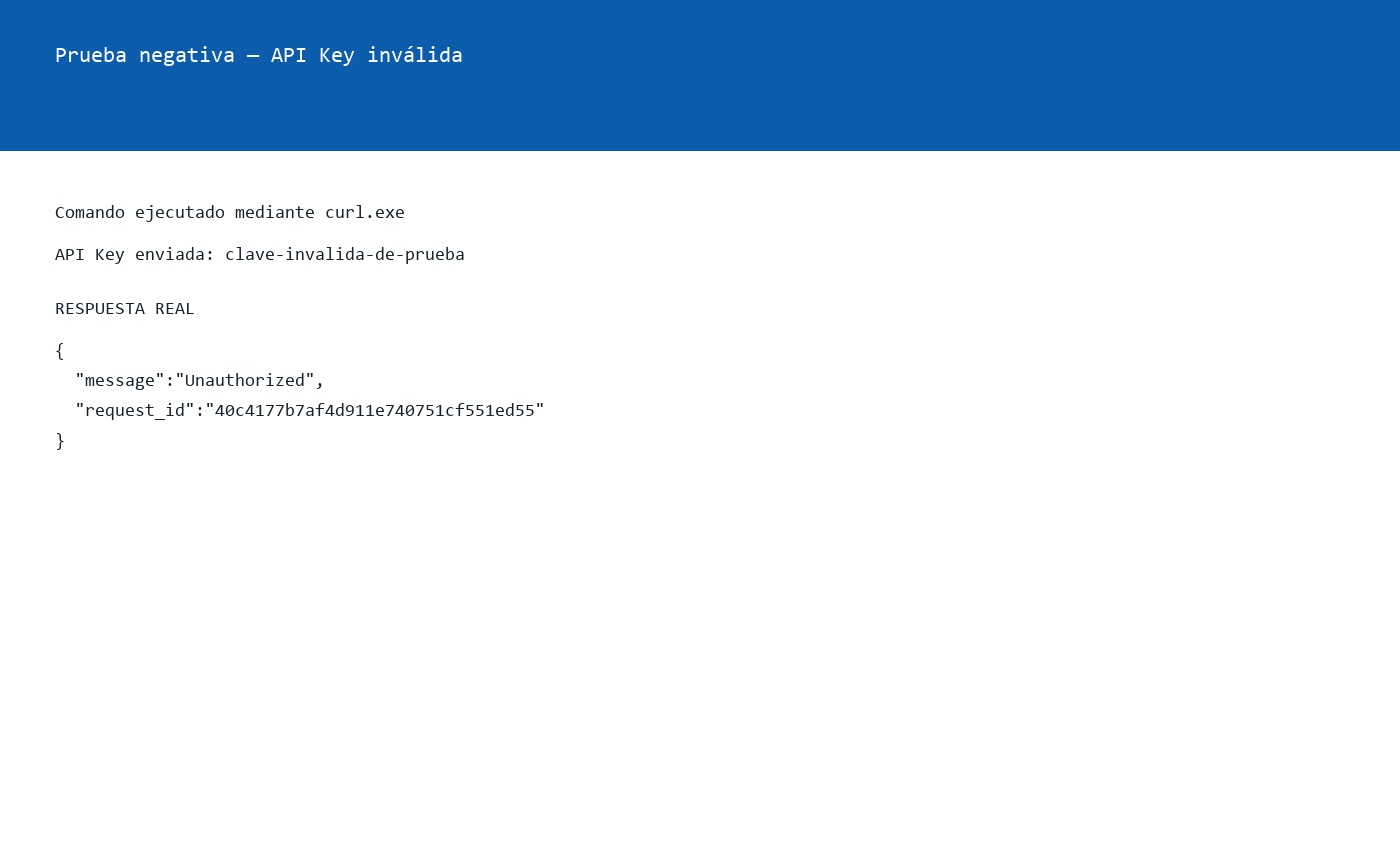 Prueba negativa — API Key inválida
Comando ejecutado mediante curl.exe
API Key enviada: clave-invalida-de-prueba
RESPUESTA REAL
{
  "message":"Unauthorized",
  "request_id":"40c4177b7af4d911e740751cf551ed55"
}